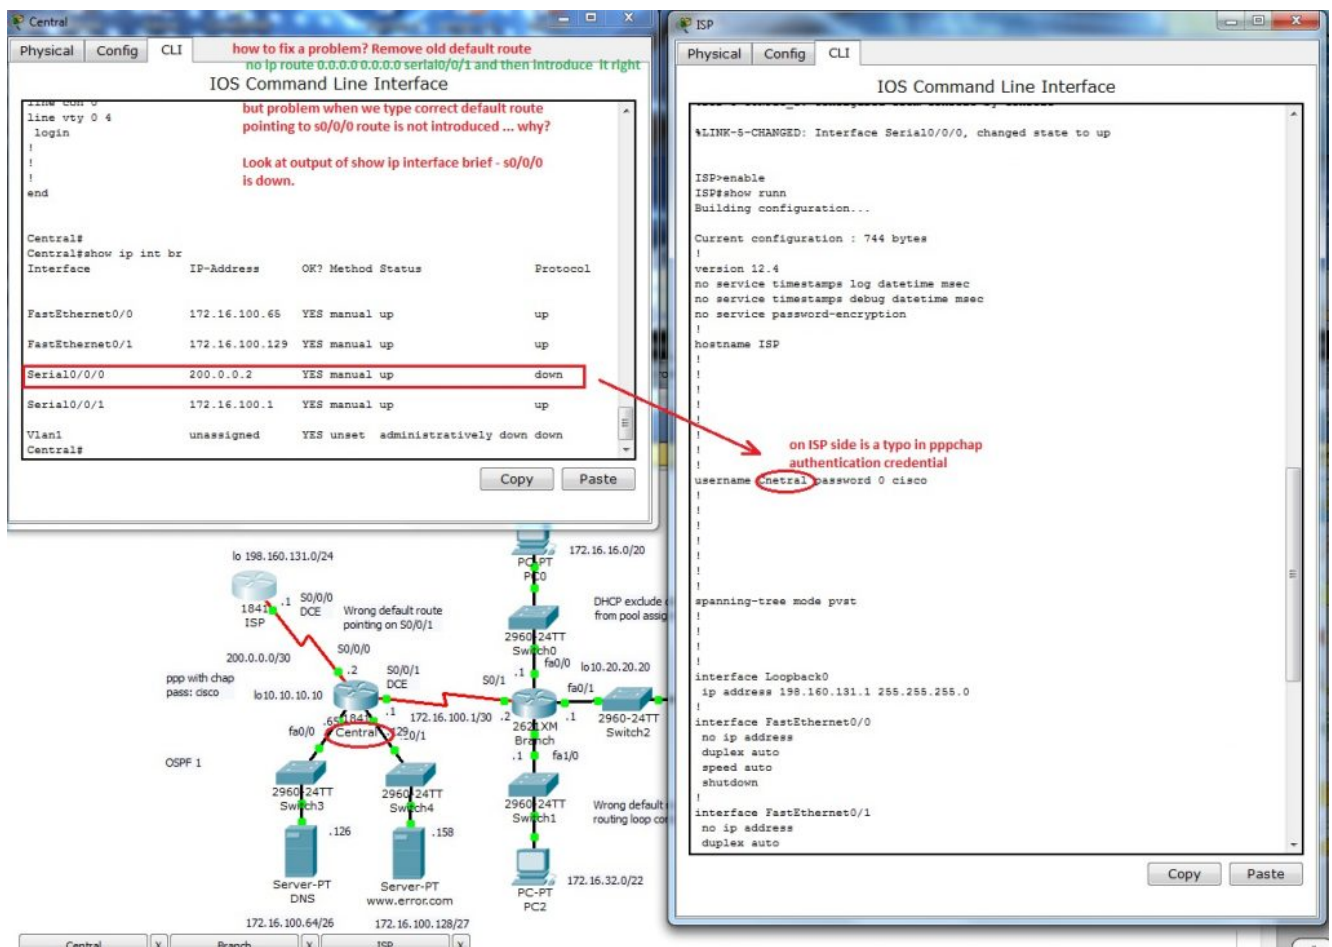 Central
Physical Config CLI
how to fix a problem? Remove old default route
no ip route 0.0.0.0 0.0.0.0 serial0/0/1 and then introduce it right
IOS Command Line Interface
but problem when we type correct default route
pointing to s0/0/0 route is not introduced ... why?
Look at output of show ip interface brief - s0/0/0
is down.
line con 0
line vty 0 4
login
!
!
!
end
Central#
Central#show ip int br
Interface IP-Address OK? Method Status Protocol
FastEthernet0/0 172.16.100.65 YES manual up up
FastEthernet0/1 172.16.100.129 YES manual up up
Serial0/0/0 200.0.0.2 YES manual up down
Serial0/0/1 172.16.100.1 YES manual up up
Vlan1 unassigned YES unset administratively down down
Central#
Copy Paste
ISP
Physical Config CLI
IOS Command Line Interface
%LINK-5-CHANGED: Interface Serial0/0/0, changed state to up
ISP>enable
ISP#show runn
Building configuration...
Current configuration : 744 bytes
!
version 12.4
no service timestamps log datetime msec
no service timestamps debug datetime msec
no service password-encryption
!
hostname ISP
!
!
!
!
!
!
!
!
on ISP side is a typo in pppchap
authentication credential
username Cnetral password 0 cisco
!
!
!
!
!
!
!
spanning-tree mode pvst
!
!
!
!
interface Loopback0
ip address 198.160.131.1 255.255.255.0
!
interface FastEthernet0/0
no ip address
duplex auto
speed auto
shutdown
!
interface FastEthernet0/1
no ip address
duplex auto
Copy Paste
lo 198.160.131.0/24
1841
ISP
.1
S0/0/0
DCE
Wrong default route
pointing on S0/0/1
200.0.0.0/30
S0/0/0
.2
ppp with chap
pass: cisco
lo10.10.10.10
S0/0/1
DCE
.1
172.16.100.1/30
.2
S0/1
1841
Central
.65
fa0/0
.129
OSPF 1
2960-24TT
Switch3
2960-24TT
Switch4
.126
.158
Server-PT
DNS
Server-PT
www.error.com
172.16.100.64/26
172.16.100.128/27
PC-PT
PC0
172.16.16.0/20
DHCP exclude
from pool
2960-24TT
Switch0
.1
fa0/0
lo10.20.20.20
fa0/1
.1
2621XM
Branch
2960-24TT
Switch2
.1
fa1/0
2960-24TT
Switch1
Wrong default
routing loop
PC-PT
PC2
172.16.32.0/22
Central X Branch X ISP X